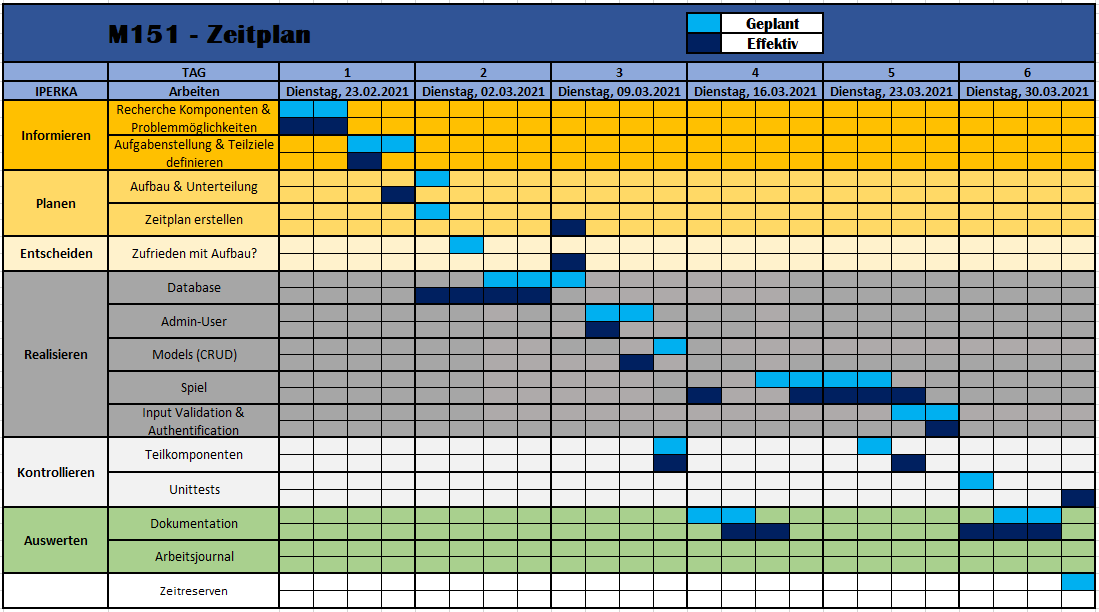 M151 - Zeitplan
Geplant
Effektiv
TAG 1 2 3 4 5 6
IPERKA Arbeiten Dienstag, 23.02.2021 Dienstag, 02.03.2021 Dienstag, 09.03.2021 Dienstag, 16.03.2021 Dienstag, 23.03.2021 Dienstag, 30.03.2021
Informieren
Recherche Komponenten &
Problemmöglichkeiten
Aufgabenstellung & Teilziele
definieren
Planen
Aufbau & Unterteilung
Zeitplan erstellen
Entscheiden
Zufrieden mit Aufbau?
Realisieren
Database
Admin-User
Models (CRUD)
Spiel
Input Validation &
Authentification
Kontrollieren
Teilkomponenten
Unittests
Auswerten
Dokumentation
Arbeitsjournal
Zeitreserven